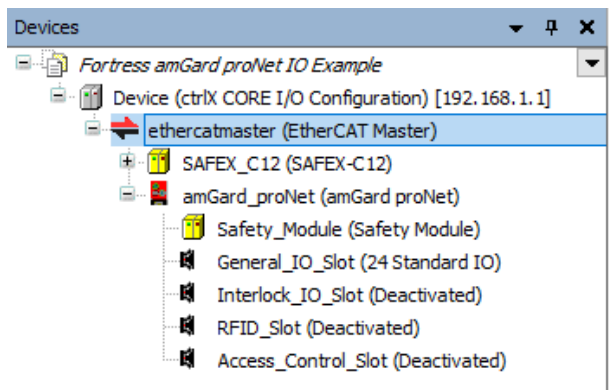 Devices
Fortress amGard proNet IO Example
Device (ctrlX CORE I/O Configuration) [192.168.1.1]
ethercatmaster (EtherCAT Master)
SAFEX_C12 (SAFEX-C12)
amGard_proNet (amGard proNet)
Safety_Module (Safety Module)
General_IO_Slot (24 Standard IO)
Interlock_IO_Slot (Deactivated)
RFID_Slot (Deactivated)
Access_Control_Slot (Deactivated)